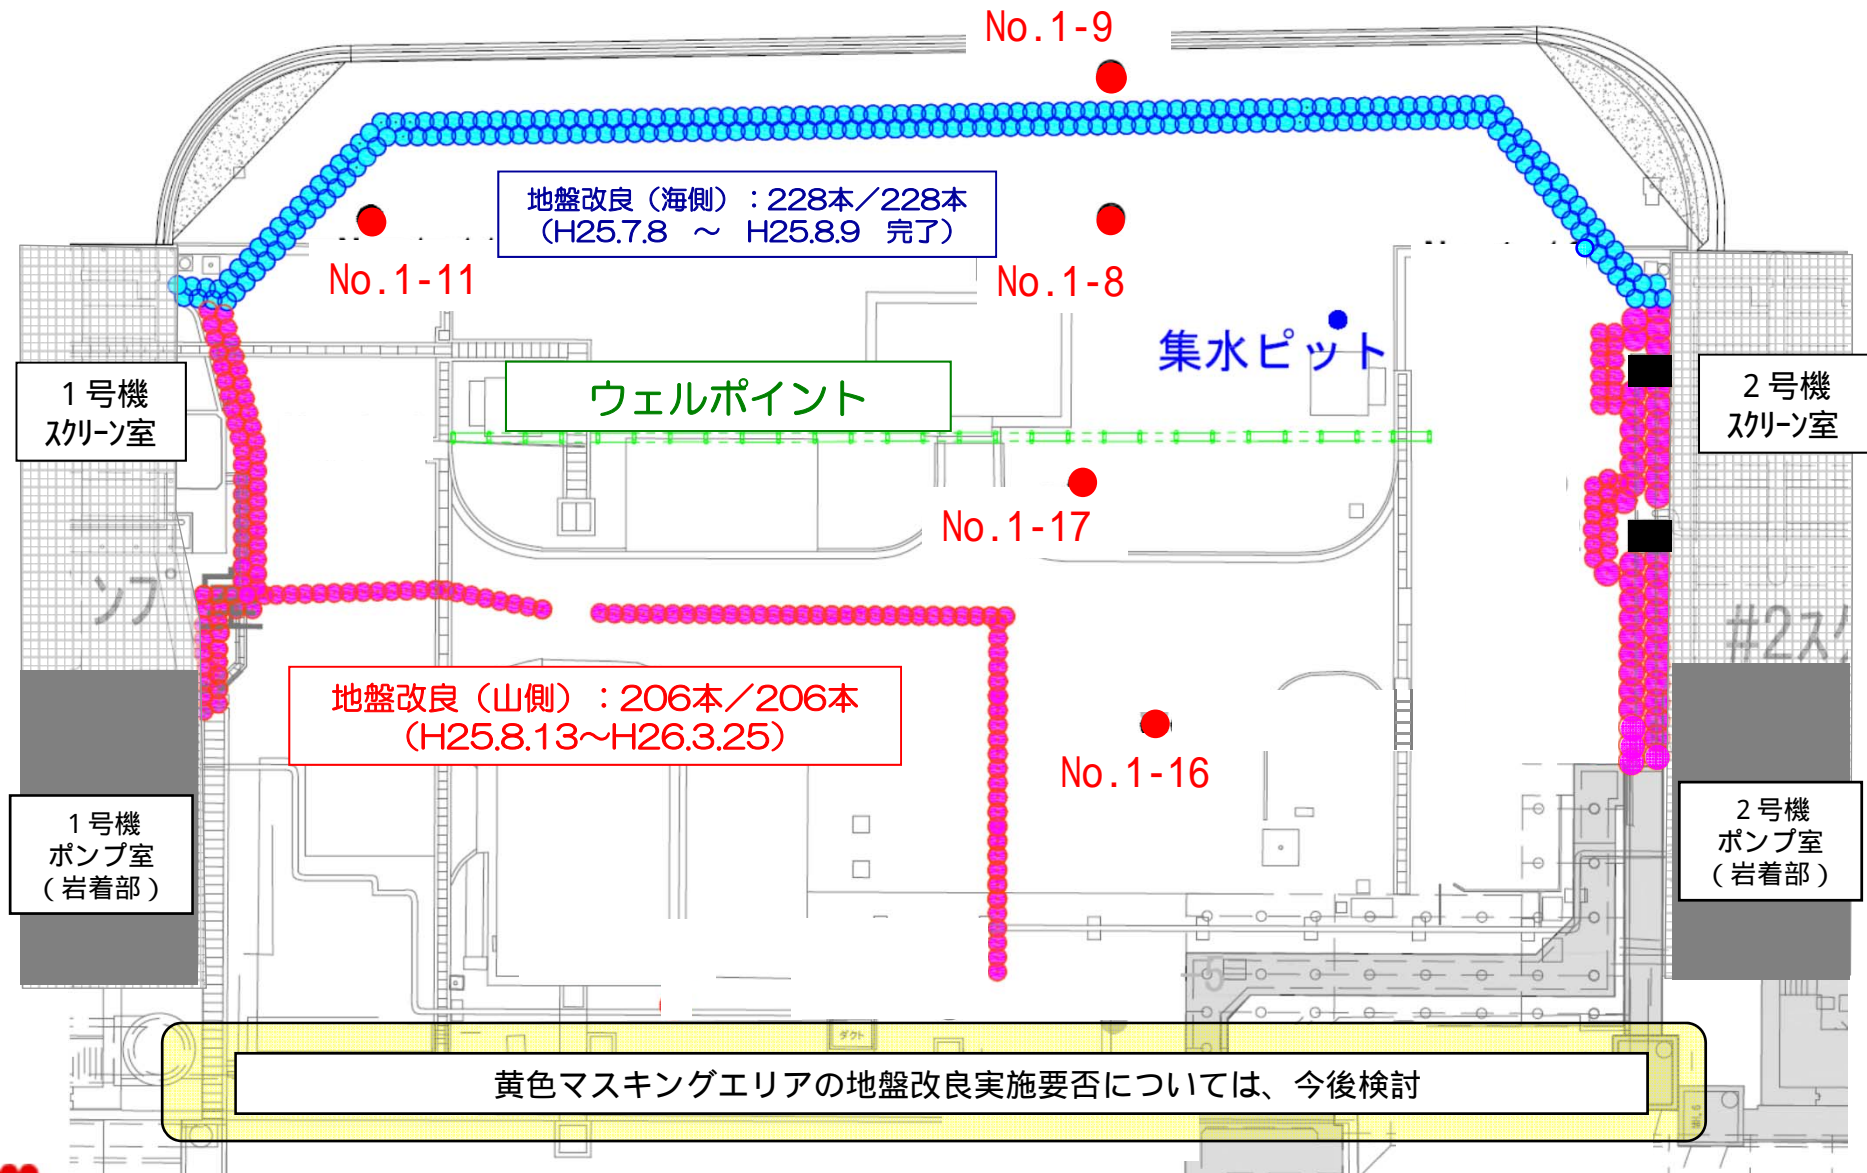 No.1-9
地盤改良（海側）：228本／228本
（H25.7.8　～　H25.8.9　完了）
No.1-11
No.1-8
集水ピット
1号機
ｽｸﾘｰﾝ室
ウェルポイント
2号機
ｽｸﾘｰﾝ室
No.1-17
ンプ
#2ス
地盤改良（山側）：206本／206本
（H25.8.13～H26.3.25）
No.1-16
1号機
ポンプ室
(岩着部)
2号機
ポンプ室
(岩着部)
ダクト
黄色マスキングエリアの地盤改良実施要否については、今後検討